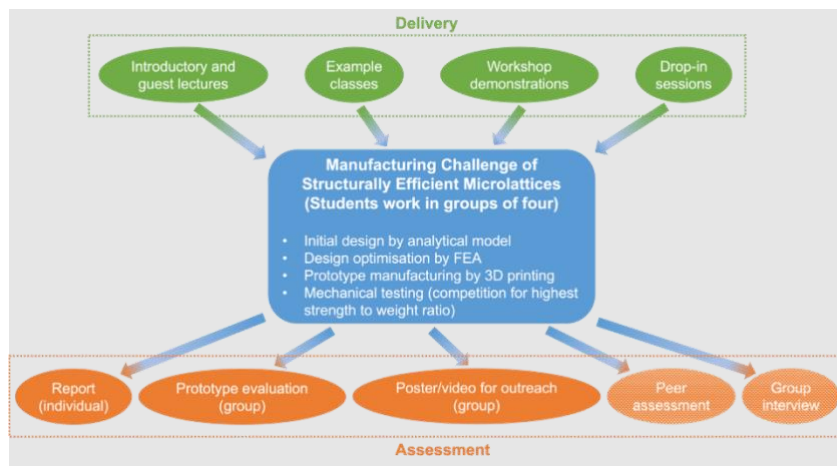 Delivery
Introductory and
guest lectures
Example
classes
Workshop
demonstrations
Drop-in
sessions
Manufacturing Challenge of
Structurally Efficient Microlattices
(Students work in groups of four)
• Initial design by analytical model
• Design optimisation by FEA
• Prototype manufacturing by 3D printing
• Mechanical testing (competition for highest
strength to weight ratio)
Report
(individual)
Prototype evaluation
(group)
Poster/video for outreach
(group)
Peer
assessment
Group
interview
Assessment